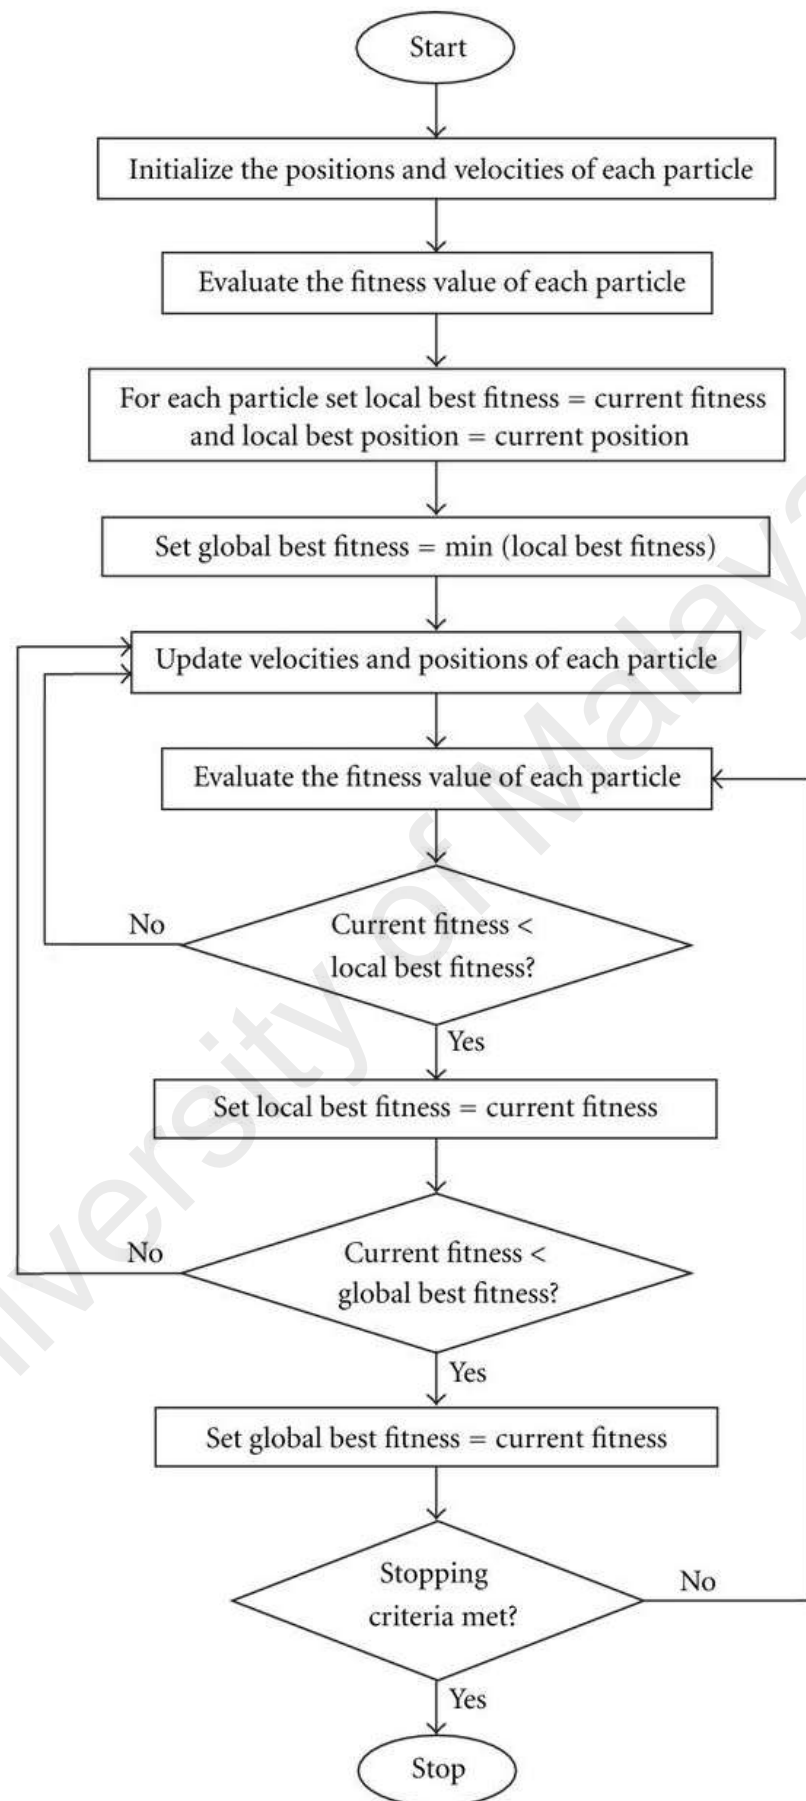 Start
Initialize the positions and velocities of each particle
Evaluate the fitness value of each particle
For each particle set local best fitness = current fitness
and local best position = current position
Set global best fitness = min (local best fitness)
Update velocities and positions of each particle
Evaluate the fitness value of each particle
No
Current fitness <
local best fitness?
Yes
Set local best fitness = current fitness
No
Current fitness <
global best fitness?
Yes
Set global best fitness = current fitness
Stopping
criteria met?
No
Yes
Stop
iversity of Malaya